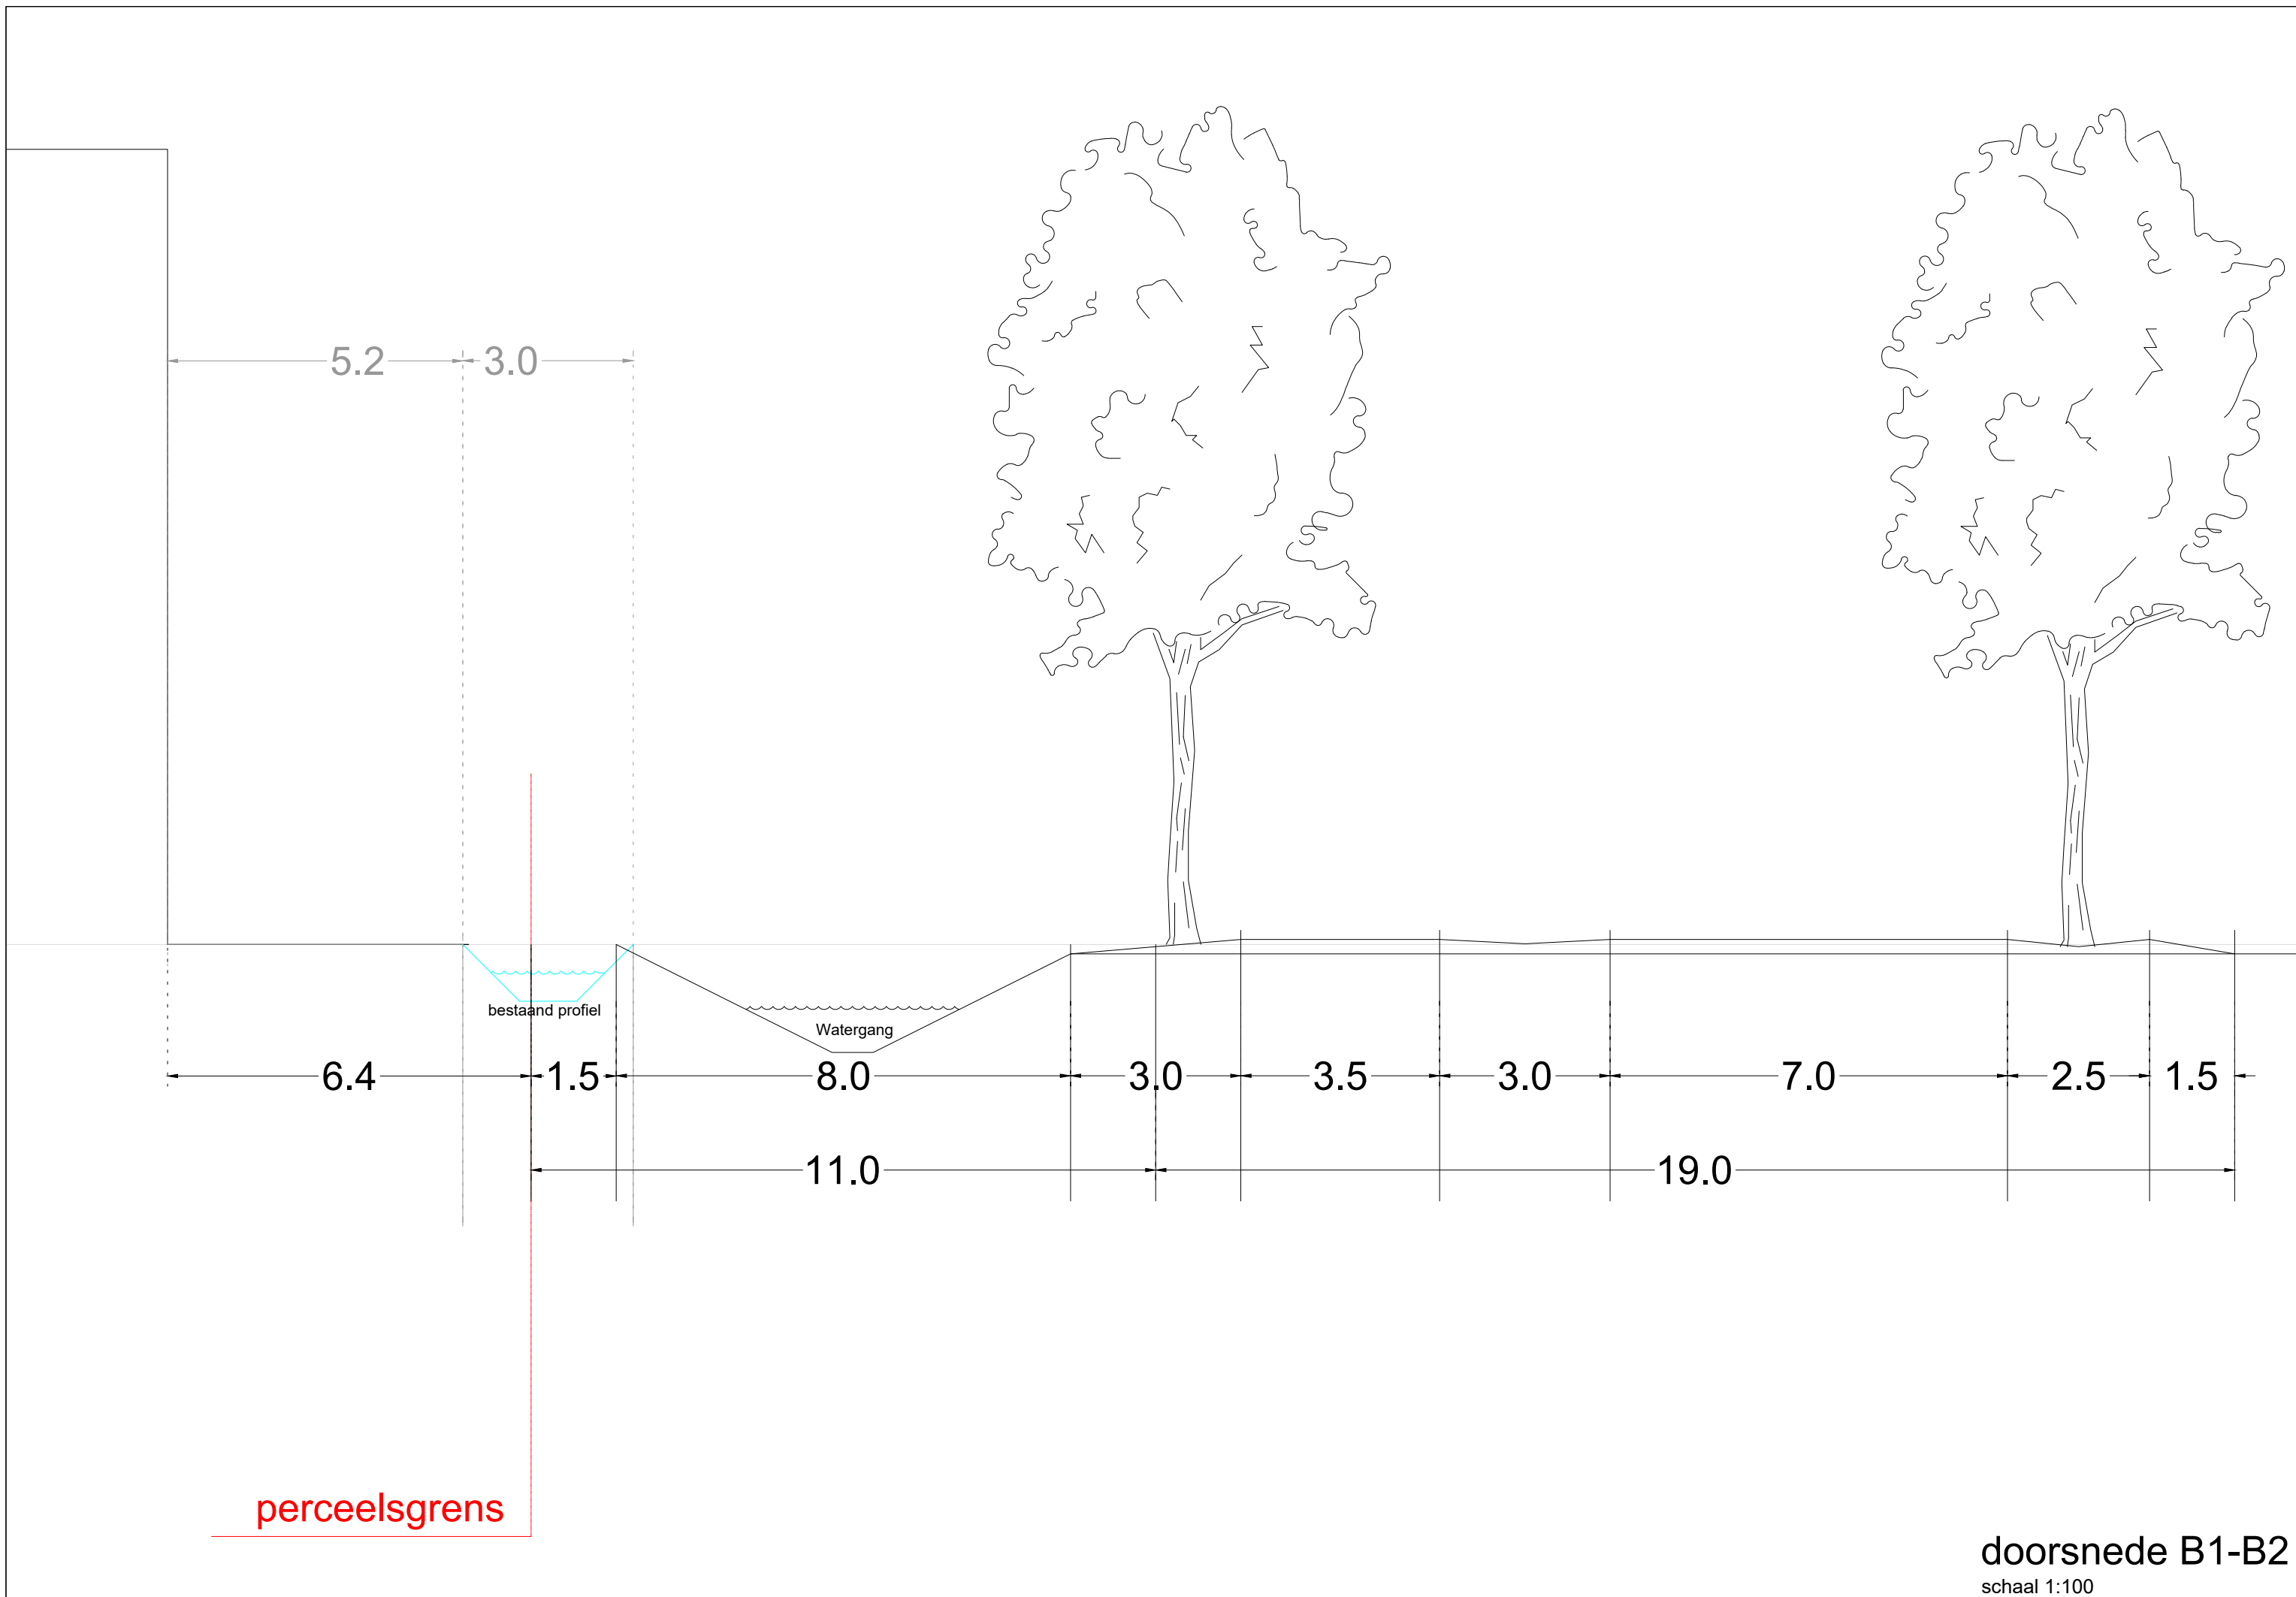 5.2 3.0
bestaand profiel
Watergang
6.4 1.5 8.0 3.0 3.5 3.0 7.0 2.5 1.5
11.0 19.0
perceelsgrens
doorsnede B1-B2
schaal 1:100